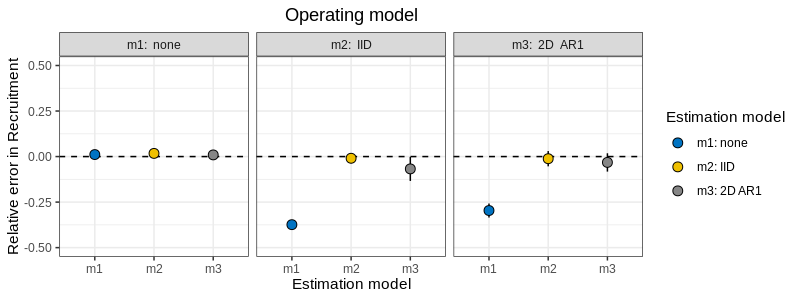 Operating model
m1: none
m2: IID
m3: 2D AR1
Relative error in Recruitment
0.50
0.25
0.00
-0.25
-0.50
m1 m2 m3
m1 m2 m3
m1 m2 m3
Estimation model
Estimation model
m1: none
m2: IID
m3: 2D AR1